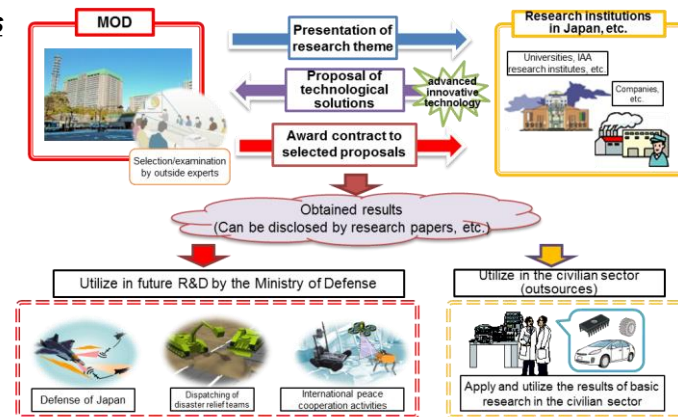 s
MOD
Presentation of
research theme
Proposal of
technological
solutions
advanced
innovative
technology
Award contract to
selected proposals
Selection/examination
by outside experts
Research institutions
in Japan, etc.
Universities, IAA
research institutes, etc.
Companies,
etc.
Obtained results
(Can be disclosed by research papers, etc.)
Utilize in future R&D by the Ministry of Defense
Utilize in the civilian sector
(outsources)
Defense of Japan
Dispatching of
disaster relief teams
International peace
cooperation activities
Apply and utilize the results of basic
research in the civilian sector